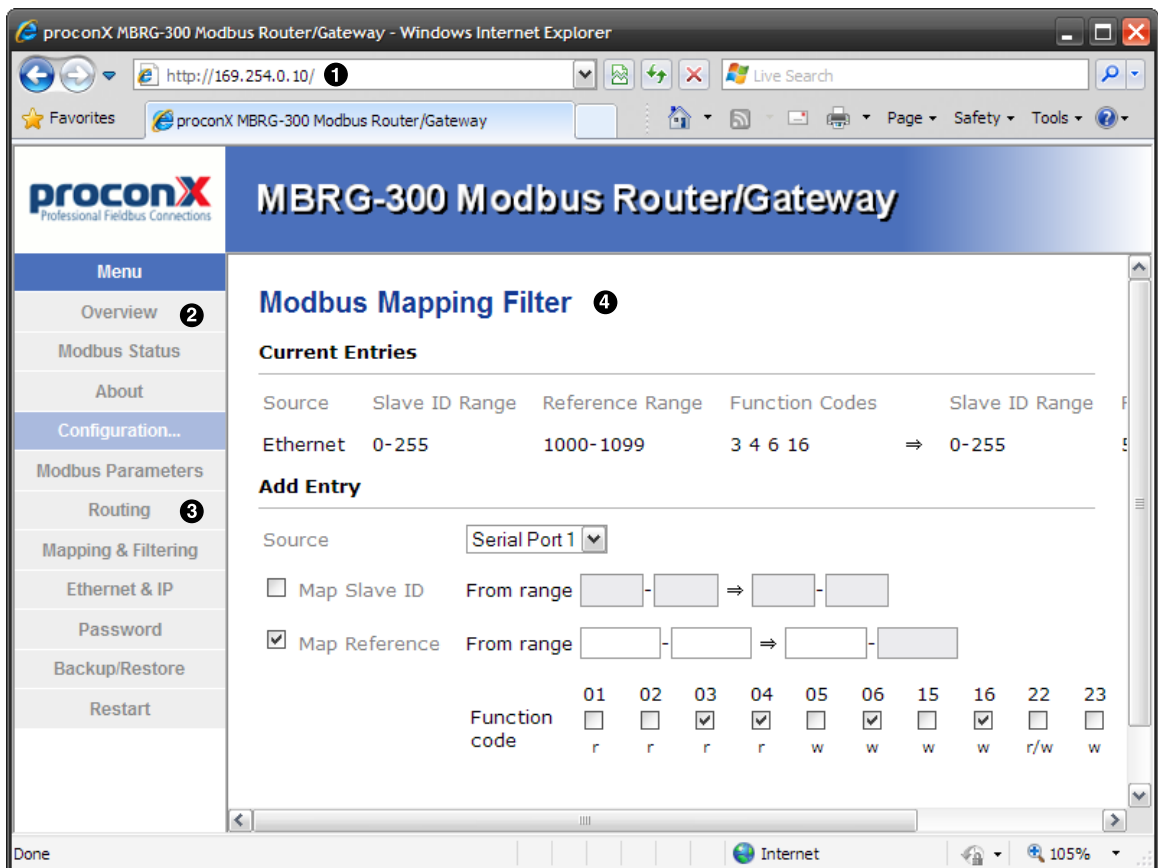 proconX MBRG-300 Modbus Router/Gateway - Windows Internet Explorer
http://169.254.0.10/ 1
Live Search
Favorites
proconX MBRG-300 Modbus Router/Gateway
Page
Safety
Tools
proconX
Professional Fieldbus Connections
MBRG-300 Modbus Router/Gateway
Menu
Overview 2
Modbus Status
About
Configuration...
Modbus Parameters
Routing 3
Mapping & Filtering
Ethernet & IP
Password
Backup/Restore
Restart
Modbus Mapping Filter 4
Current Entries
Source Slave ID Range Reference Range Function Codes Slave ID Range
Ethernet 0-255 1000-1099 3 4 6 16 ⇒ 0-255
Add Entry
Source Serial Port 1
Map Slave ID From range - ⇒ -
Map Reference From range - ⇒ -
01 02 03 04 05 06 15 16 22 23
Function
code
r r r r w w w w r/w w
Done
Internet
105%